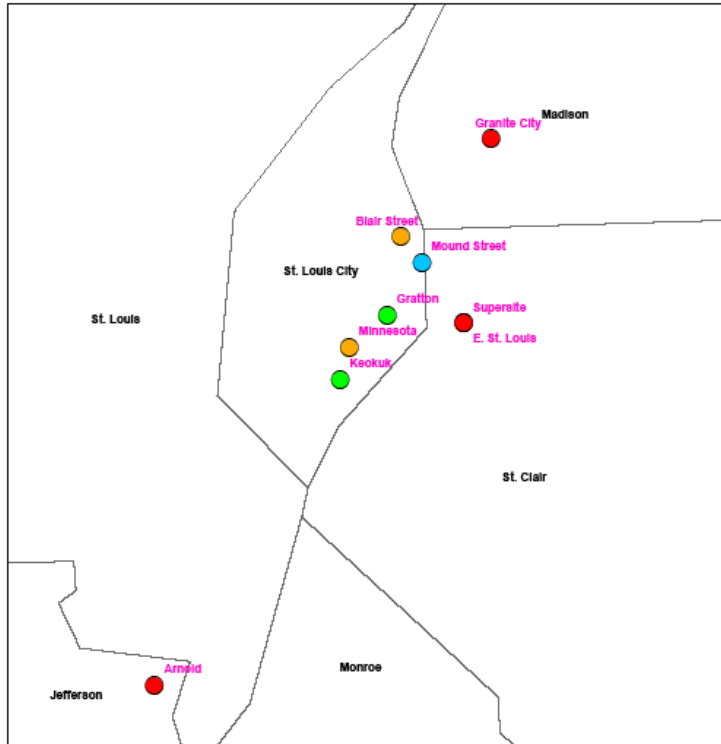 Madison
Granite City
Blair Street
Mound Street
St. Louis City
Gratton
Supersite
St. Louis
Minnesota
E. St. Louis
Keokuk
St. Clair
Arnold
Monroe
Jefferson